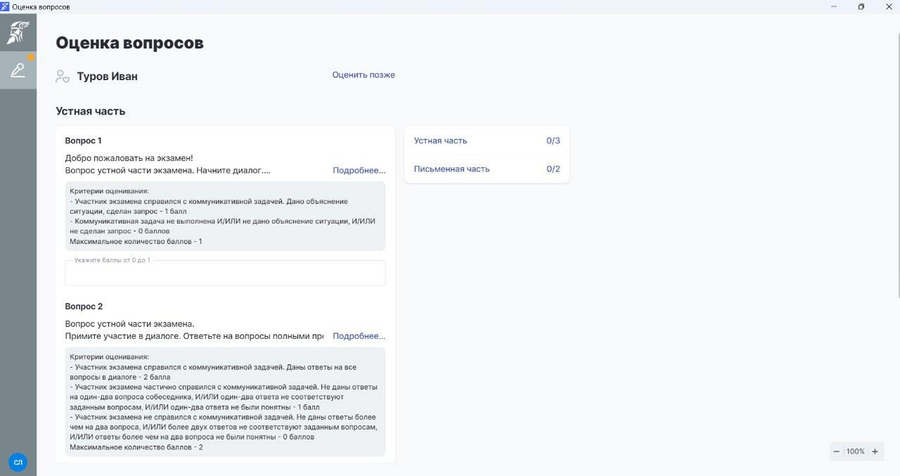 Оценка вопросов
Оценка вопросов
Туров Иван
Оценить позже
Устная часть
Вопрос 1
Добро пожаловать на экзамен!
Вопрос устной части экзамена. Начните диалог.... Подробнее...
Критерии оценивания:
- Участник экзамена справился с коммуникативной задачей. Дано объяснение
ситуации, сделан запрос - 1 балл
- Коммуникативная задача не выполнена И/ИЛИ не дано объяснение ситуации, И/ИЛИ
не сделан запрос - 0 баллов
Максимальное количество баллов - 1
Укажите баллы от 0 до 1
Вопрос 2
Вопрос устной части экзамена.
Примите участие в диалоге. Ответьте на вопросы полными пр Подробнее...
Критерии оценивания:
- Участник экзамена справился с коммуникативной задачей. Даны ответы на все
вопросы в диалоге - 2 балла
- Участник экзамена частично справился с коммуникативной задачей. Не даны ответы
на один-два вопроса собеседника, И/ИЛИ один-два ответа не соответствуют
заданным вопросам, И/ИЛИ один-два ответа не были понятны - 1 балл
- Участник экзамена не справился с коммуникативной задачей. Не даны ответы более
чем на два вопроса, И/ИЛИ более двух ответов не соответствуют заданным вопросам,
И/ИЛИ ответы более чем на два вопроса не были понятны - 0 баллов
Максимальное количество баллов - 2
Устная часть 0/3
Письменная часть 0/2
СЛ
100%